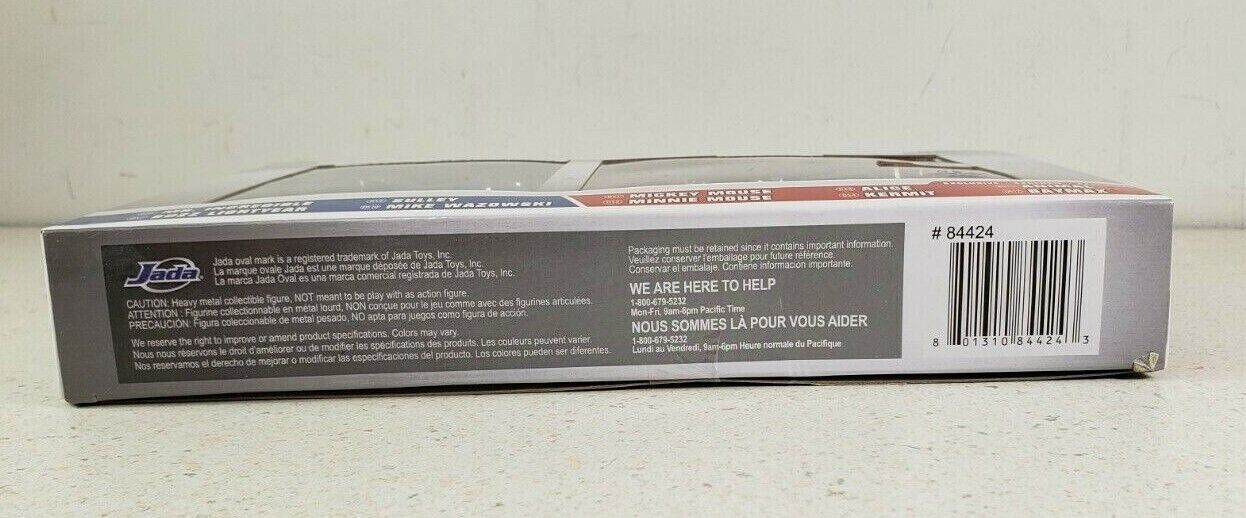 SULLEY
MIKE WAZOWSKI
MICKEY MOUSE
MINNIE MOUSE
ALICE
KERMIT
BAYMAX
BUZZ LIGHTYEAR
Jada
Jada oval mark is a registered trademark of Jada Toys, Inc.
La marque ovale Jada est une marque déposée de Jada Toys, Inc.
La marca Jada Oval es una marca comercial registrada de Jada Toys, Inc.
CAUTION: Heavy metal collectible figure, NOT meant to be play with as action figure.
ATTENTION : Figurine collectionnable en metal lourd, NON conçue pour le jeu comme avec des figurines articulées.
PRECAUCIÓN: Figura coleccionable de metal pesado, NO apta para juegos como figura de acción.
We reserve the right to improve or amend product specifications. Colors may vary.
Nous nous réservons le droit d'améliorer ou de modifier les spécifications des produits. Les couleurs peuvent varier.
Nos reservamos el derecho de mejorar o modificar las especificaciones del producto. Los colores pueden ser diferentes.
Packaging must be retained since it contains important information.
Veuillez conserver l'emballage pour future référence.
Conservar el embalaje. Contiene información importante.
WE ARE HERE TO HELP
1-800-679-5232
Mon-Fri, 9am-6pm Pacific Time
NOUS SOMMES LÀ POUR VOUS AIDER
1-800-679-5232
Lundi au Vendredi, 9am-6pm Heure normale du Pacifique
# 84424
8 01310 84424 3